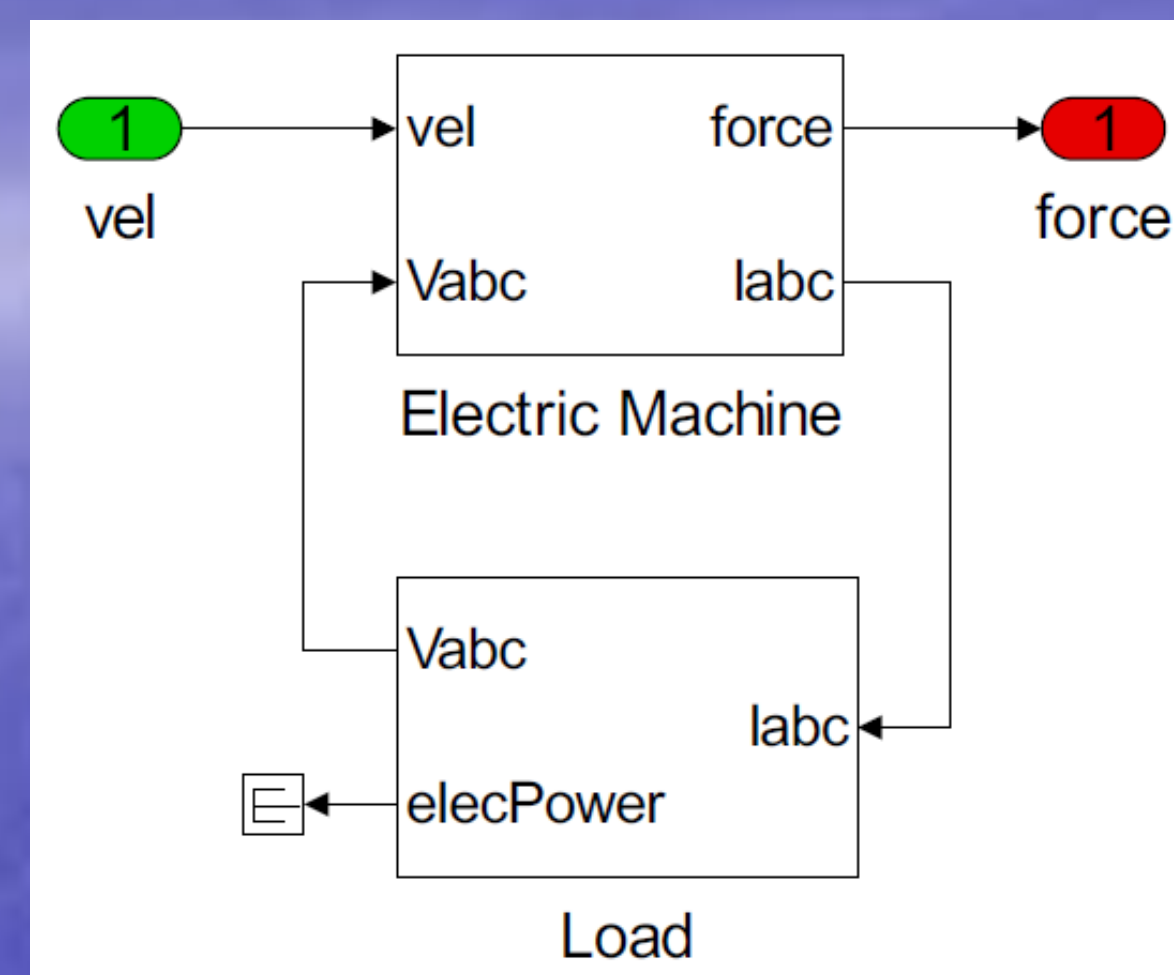 1
vel
vel
force
Vabc
Iabc
Electric Machine
1
force
Vabc
Iabc
elecPower
Load